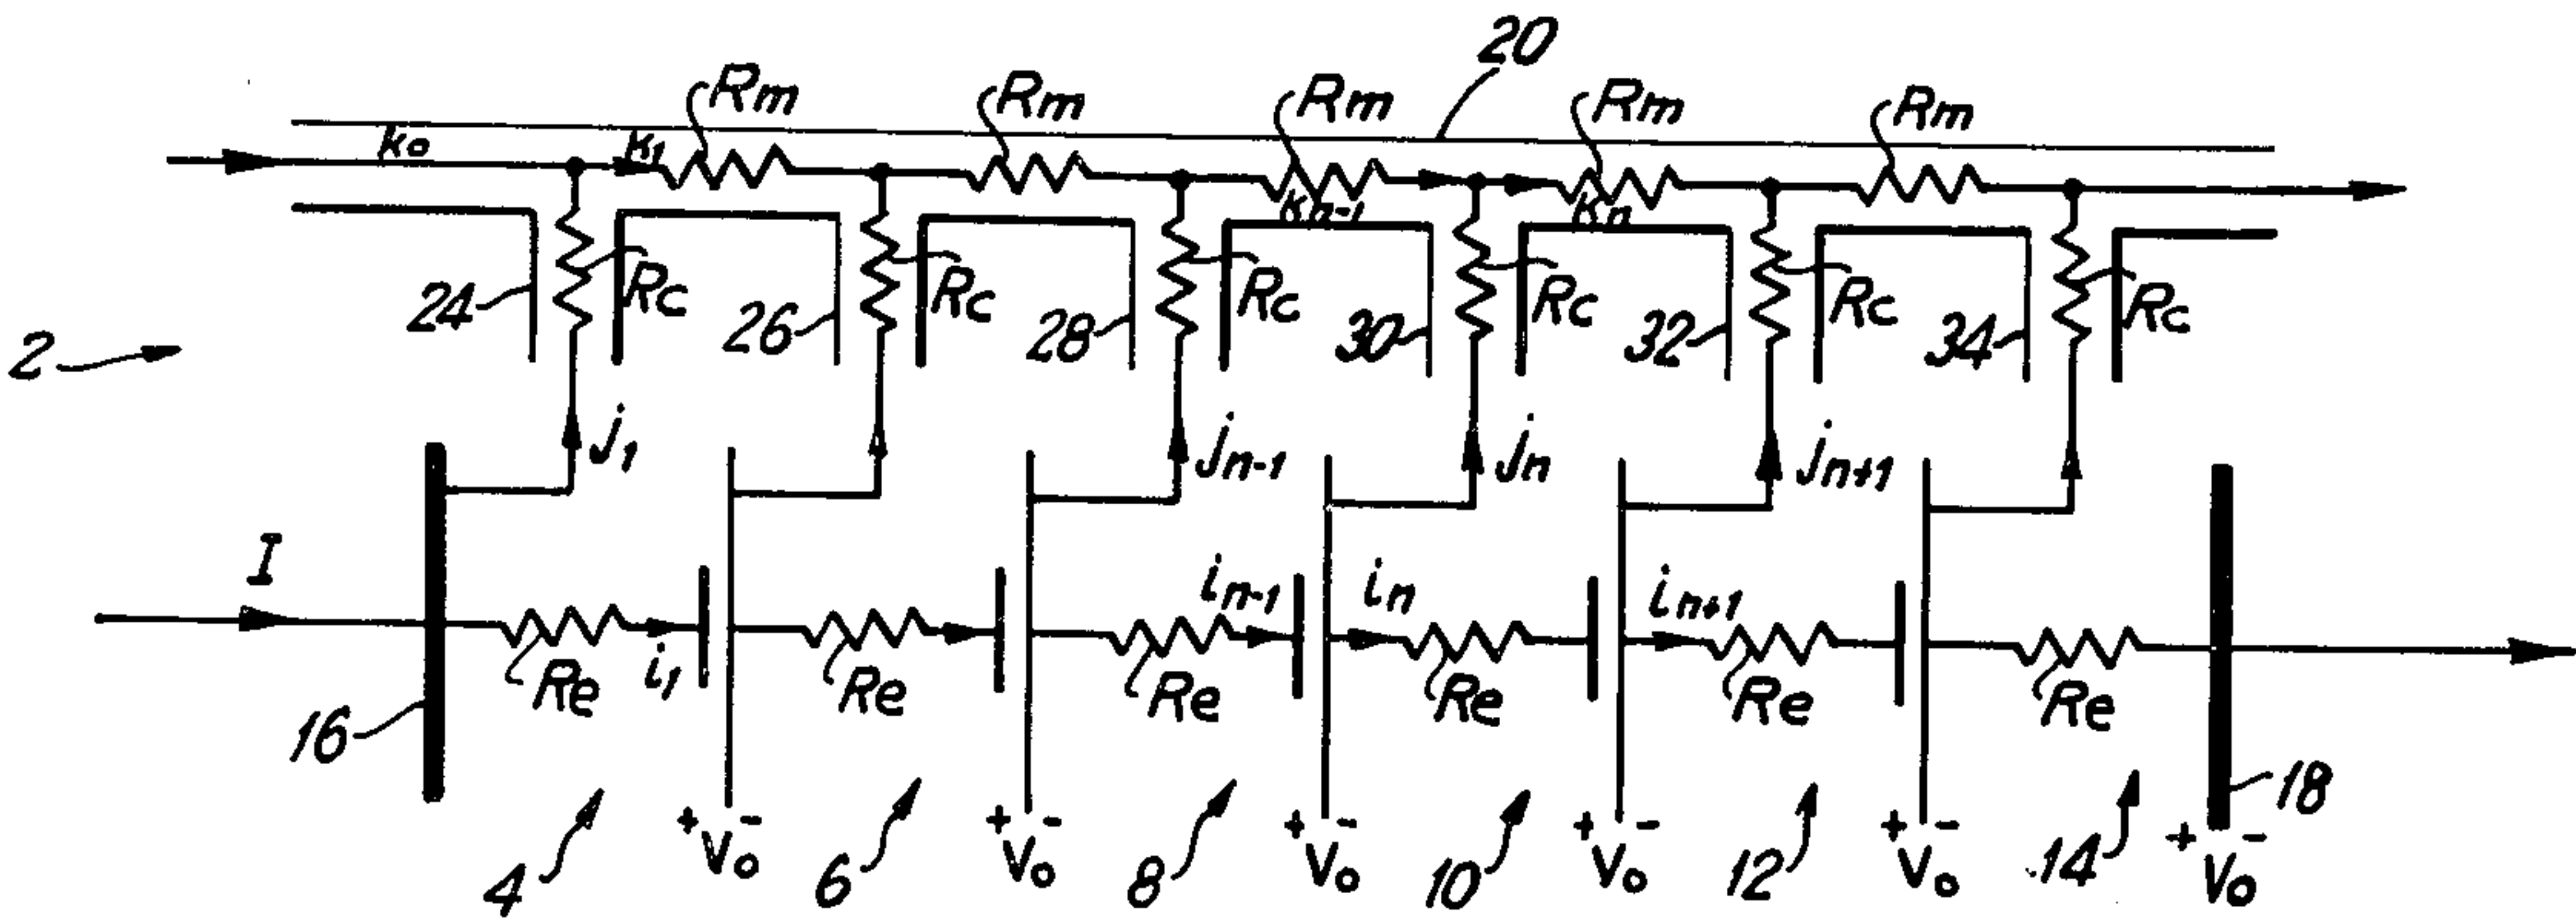 20
Rm Rm Rm Rm Rm
k₀ k₁ kₙ₋₁ kₙ
24 Rc 26 Rc 28 Rc 30 Rc 32 Rc 34 Rc
2
j₁ jₙ₋₁ jₙ jₙ₊₁
I i₁ iₙ₋₁ iₙ iₙ₊₁
16 Re Re Re Re Re Re 18
+ - + - + - + - + - + -
V₀ V₀ V₀ V₀ V₀ V₀
4 6 8 10 12 14